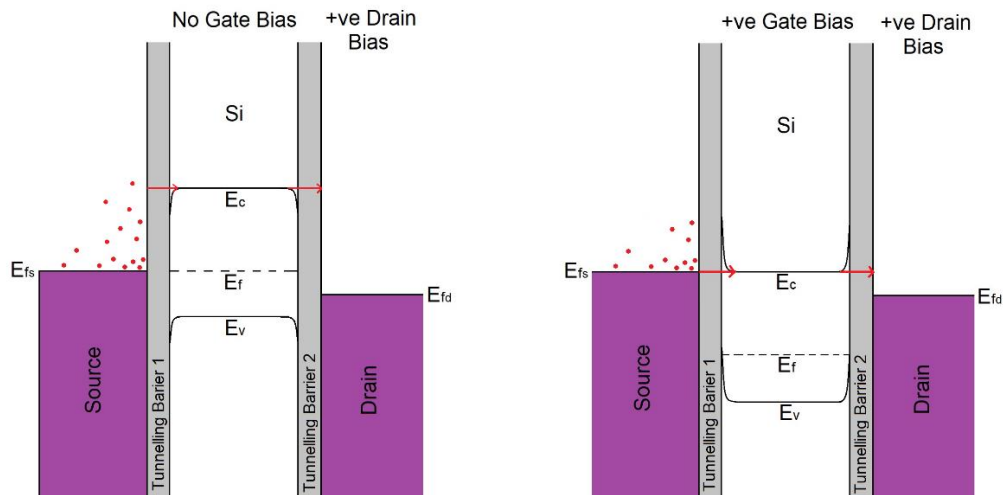 No Gate Bias
+ve Drain
Bias
Si
Ec
Efs
Ef
Efd
Ev
Source
Tunnelling Barier 1
Tunnelling Barrier 2
Drain
+ve Gate Bias
+ve Drain
Bias
Si
Efs
Ec
Efd
Ef
Ev
Source
Tunnelling Barier 1
Tunnelling Barrier 2
Drain